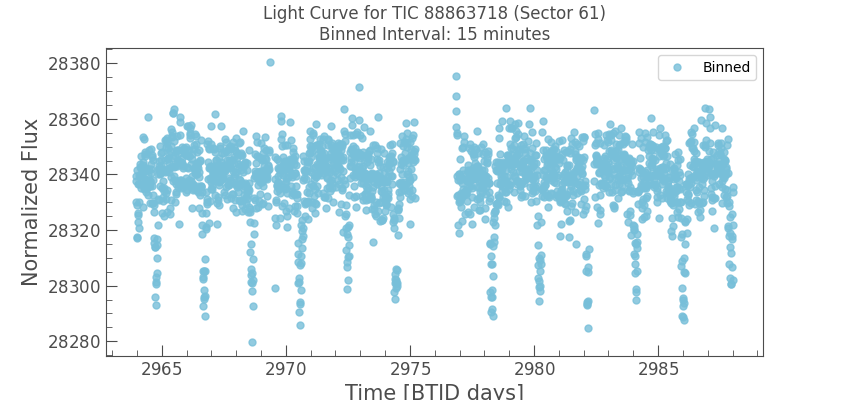 Light Curve for TIC 88863718 (Sector 61)
Binned Interval: 15 minutes
Binned
Normalized Flux
28380
28360
28340
28320
28300
28280
2965
2970
2975
2980
2985
Time [BTJD days]